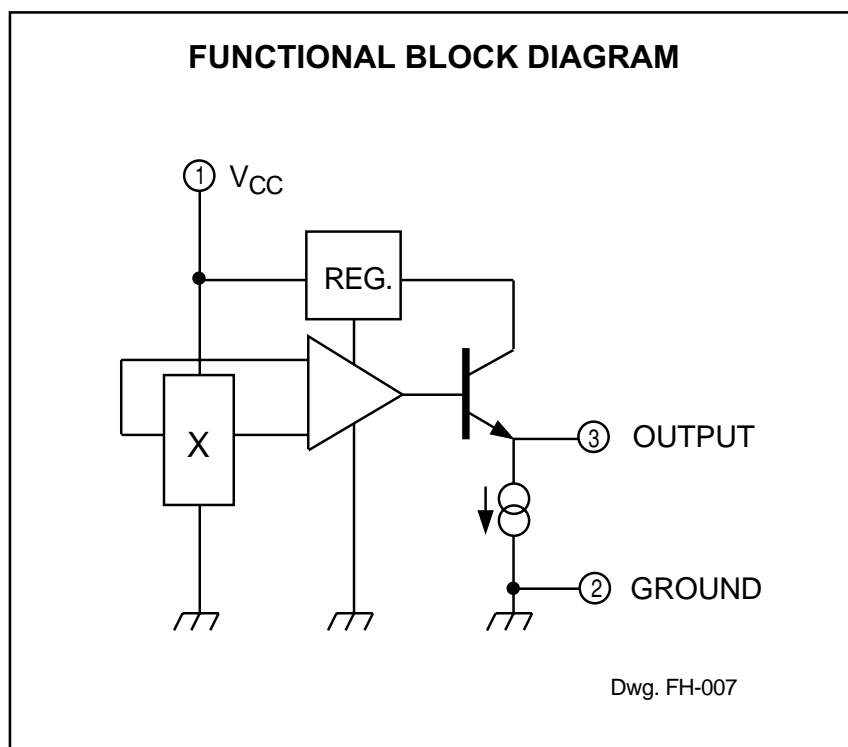 FUNCTIONAL BLOCK DIAGRAM
1 VCC
REG.
X
3 OUTPUT
2 GROUND
Dwg. FH-007